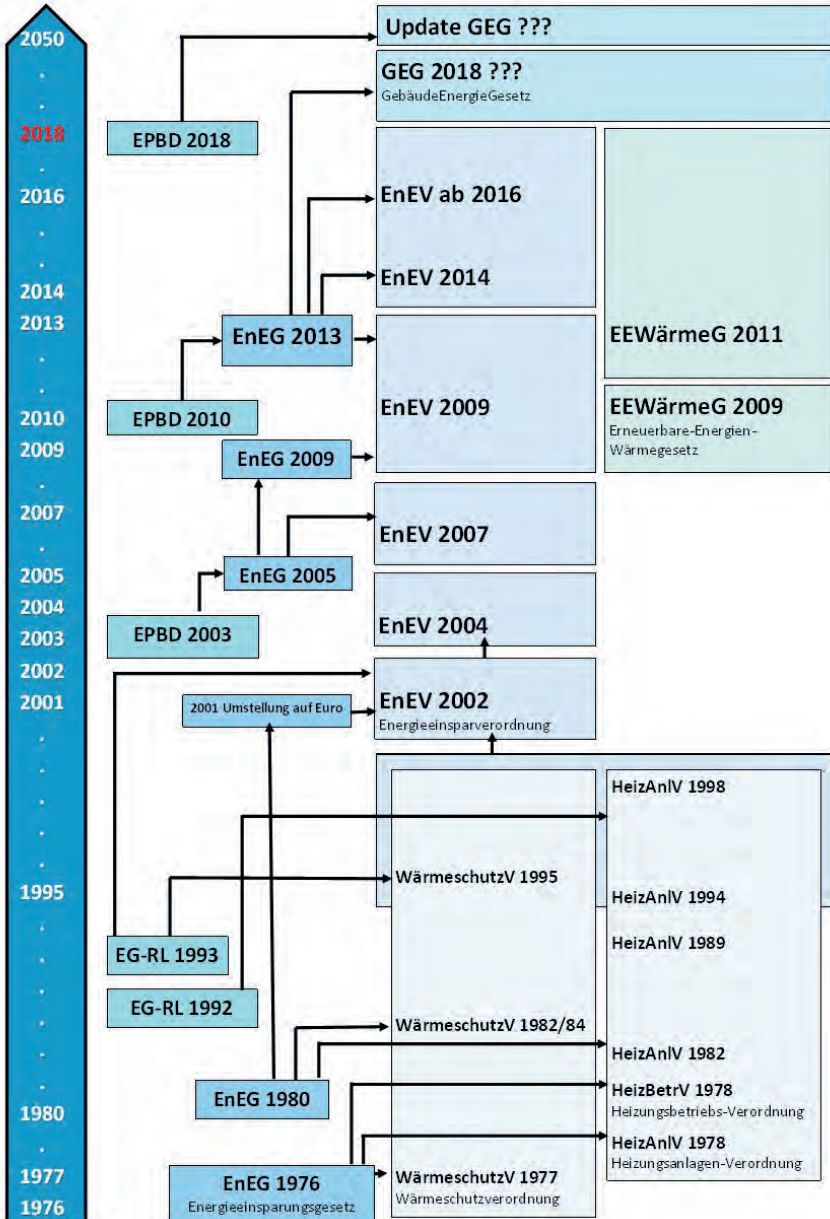 2050
.
.
2018
.
2016
.
.
2014
2013
.
.
2010
2009
.
2007
.
2005
2004
2003
2002
2001
.
.
.
.
.
1995
.
.
.
.
.
.
1980
.
1977
1976
Update GEG ???
GEG 2018 ???
GebäudeEnergieGesetz
EPBD 2018
EnEV ab 2016
EnEV 2014
EnEG 2013
EEWärmeG 2011
EPBD 2010
EnEV 2009
EEWärmeG 2009
Erneuerbare-Energien-
Wärmegesetz
EnEG 2009
EnEV 2007
EnEG 2005
EPBD 2003
EnEV 2004
EnEV 2002
Energieeinsparverordnung
2001 Umstellung auf Euro
HeizAnlV 1998
WärmeschutzV 1995
HeizAnlV 1994
EG-RL 1993
HeizAnlV 1989
EG-RL 1992
WärmeschutzV 1982/84
HeizAnlV 1982
EnEG 1980
HeizBetrV 1978
Heizungsbetriebs-Verordnung
HeizAnlV 1978
Heizungsanlagen-Verordnung
EnEG 1976
Energieeinsparungsgesetz
WärmeschutzV 1977
Wärmeschutzverordnung